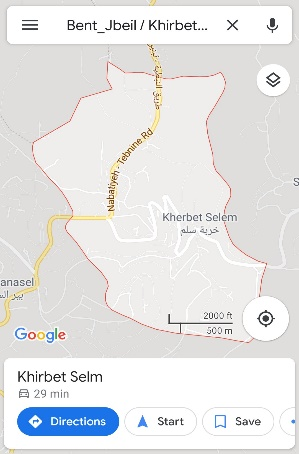 Bent_Jbeil / Khirbet...
Nabatiyeh - Tebnine Rd
Kherbet Selem
خربة سلم
anasel
2000 ft
500 m
Google
Khirbet Selm
29 min
Directions
Start
Save